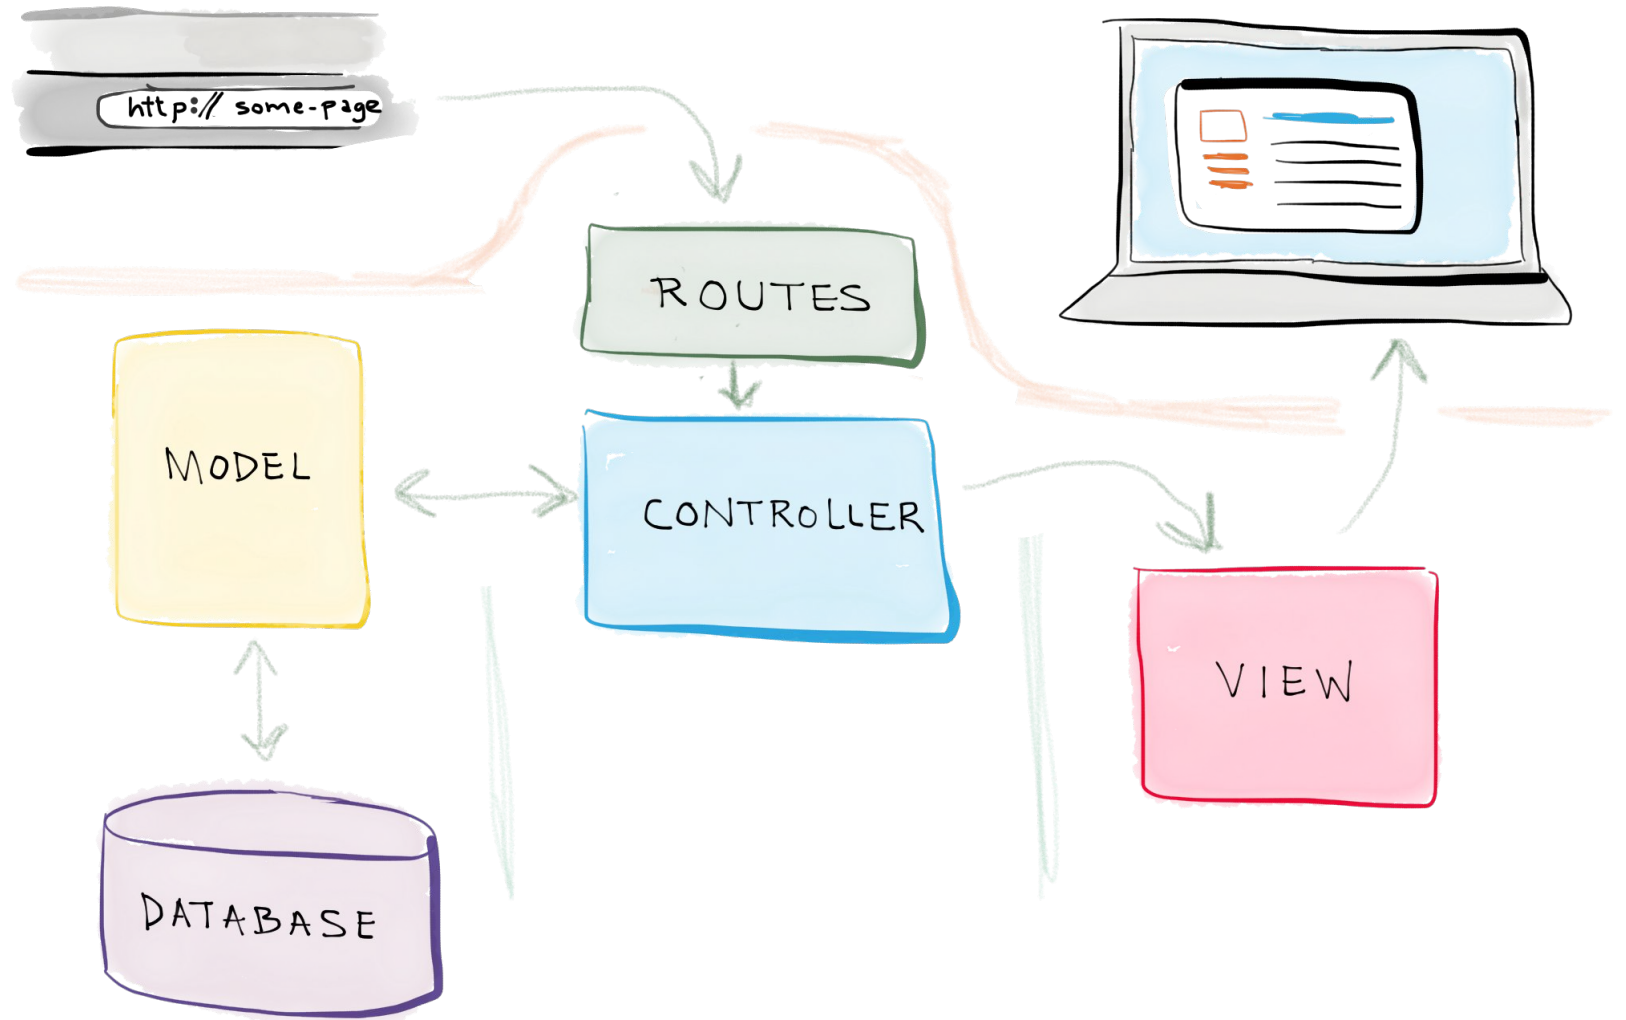 http:// some-page
ROUTES
MODEL
CONTROLLER
VIEW
DATABASE